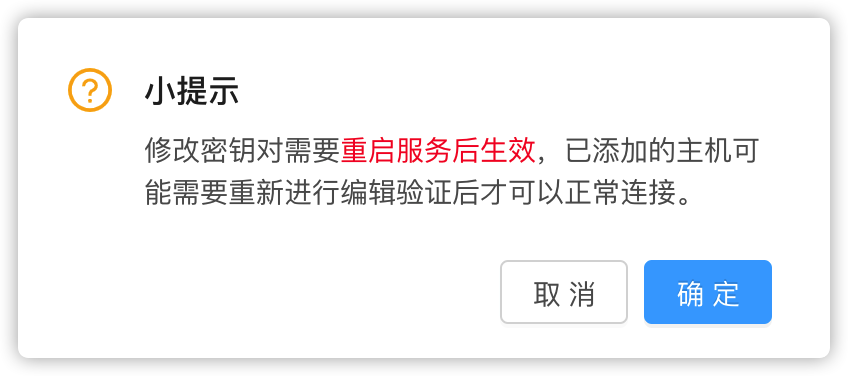 小提示
修改密钥对需要重启服务后生效，已添加的主机可
能需要重新进行编辑验证后才可以正常连接。
取 消
确 定